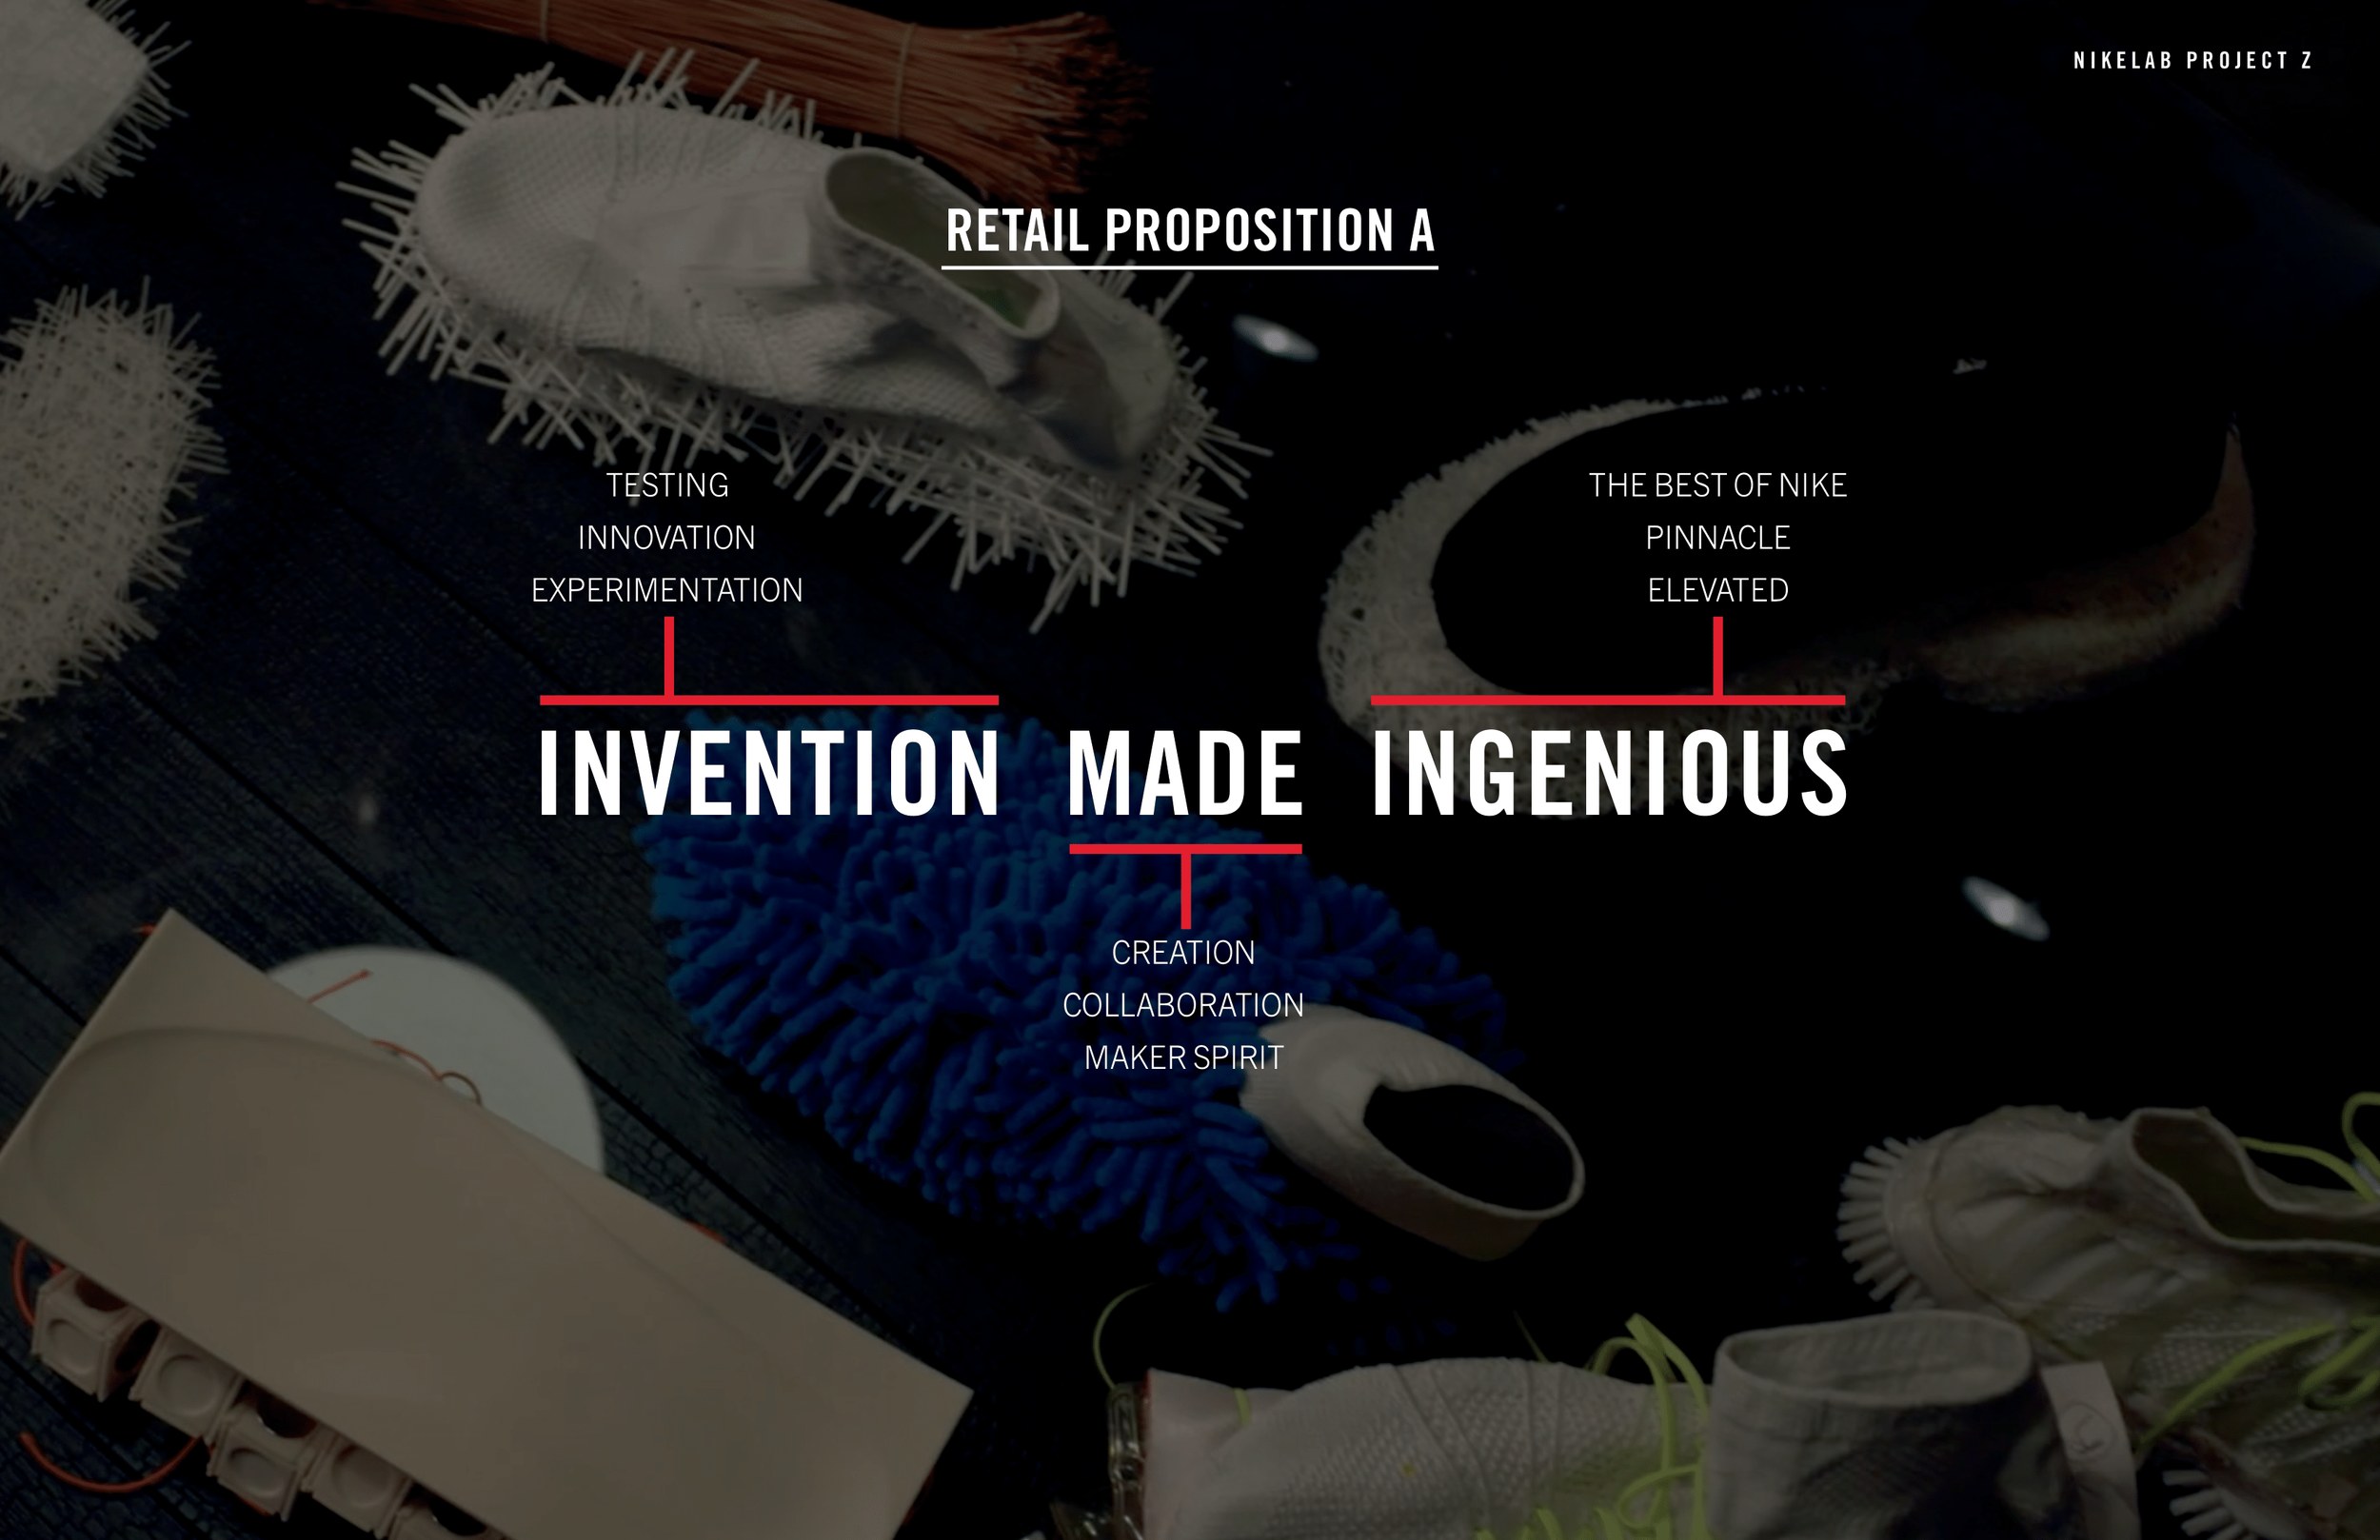 NIKELAB PROJECT Z
RETAIL PROPOSITION A
TESTING
INNOVATION
EXPERIMENTATION
THE BEST OF NIKE
PINNACLE
ELEVATED
INVENTION MADE INGENIOUS
CREATION
COLLABORATION
MAKER SPIRIT